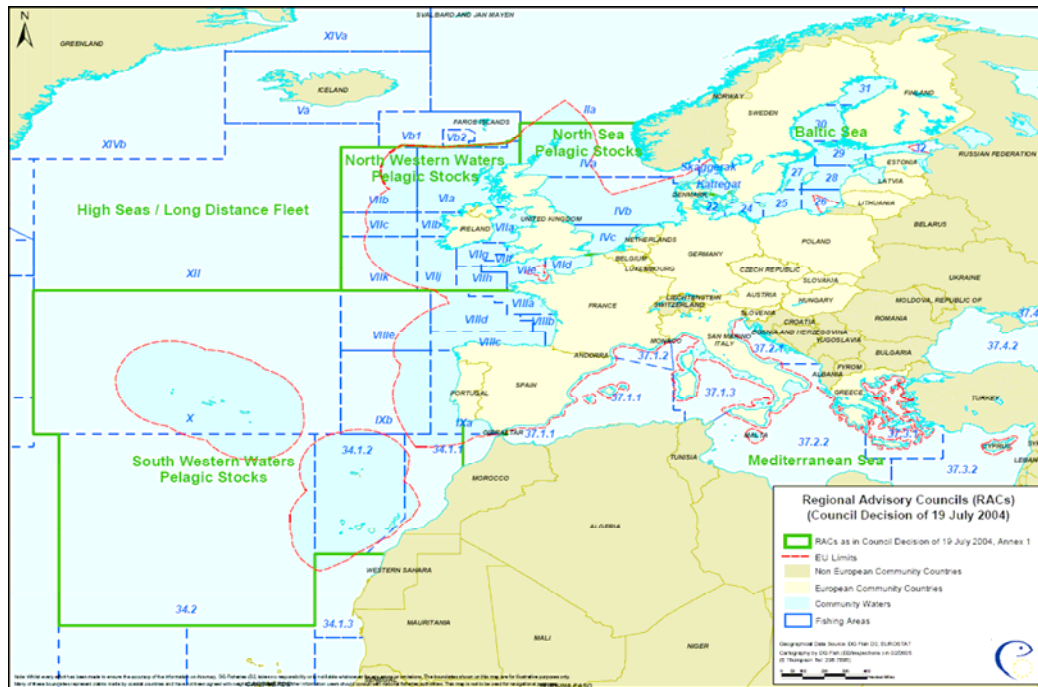 SVALBARD AND JAN MAYEN
GREENLAND
XIVa
ICELAND
Va
NORWAY
SWEDEN
FINLAND
31
30
IIa
FAROE ISLANDS
Vb1
Vb2
XIVb
North Sea
Pelagic Stocks
IVa
Baltic Sea
29
RUSSIAN FEDERATION
ESTONIA
North Western Waters
Pelagic Stocks
Skaggerak
Kattegat
27
28
LATVIA
High Seas / Long Distance Fleet
VIb
VIa
DENMARK
22
24
25
26
LITHUANIA
VIIc
VIIb
IRELAND
VIIa
UNITED KINGDOM
IVb
BELARUS
IVc
NETHERLANDS
GERMANY
POLAND
XII
VIIk
VIIj
VIIg
VIIf
VIIh
VIIe
VIId
BELGIUM
LUXEMBOURG
CZECH REPUBLIC
SLOVAKIA
UKRAINE
FRANCE
LIECHTENSTEIN
SWITZERLAND
AUSTRIA
HUNGARY
MOLDOVA, REPUBLIC OF
SLOVENIA
CROATIA
ROMANIA
VIIIe
VIIId
VIIIa
VIIIb
VIIIc
MONACO
SAN MARINO
ITALY
BOSNIA AND HERZEGOVINA
YUGOSLAVIA
BULGARIA
37.4.2
ANDORRA
37.1.2
37.2.1
ALBANIA
FYROM
GREECE
TURKEY
PORTUGAL
SPAIN
37.1.1
37.1.3
X
IXb
IXa
GIBRALTAR
37.1.1
34.1.1
34.1.2
MALTA
37.2.2
CYPRUS
South Western Waters
Pelagic Stocks
MOROCCO
TUNISIA
Mediterranean Sea
37.3.2
ALGERIA
WESTERN SAHARA
34.2
34.1.3
MAURITANIA
MALI
NIGER
Regional Advisory Councils (RACs)
(Council Decision of 19 July 2004)
RACs as in Council Decision of 19 July 2004, Annex 1
EU Limits
Non European Community Countries
European Community Countries
Community Waters
Fishing Areas